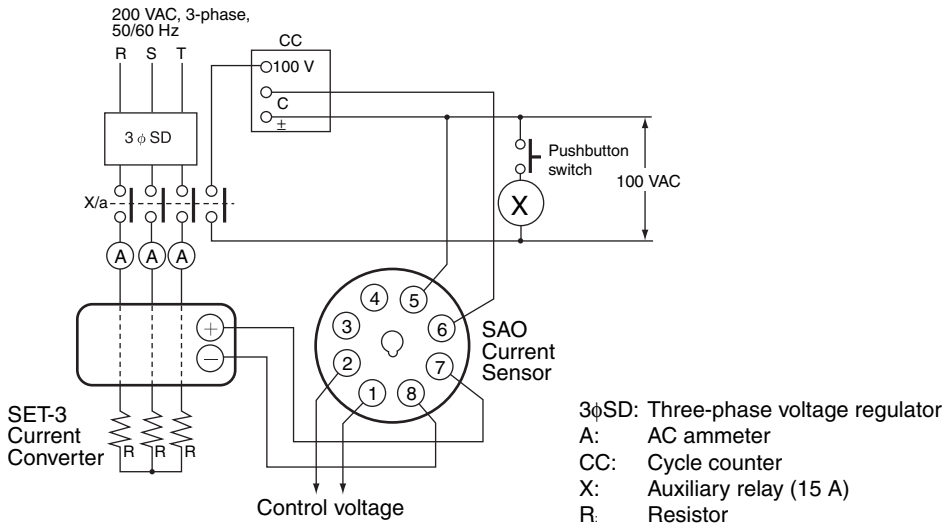 200 VAC, 3-phase,
50/60 Hz
R S T
CC
100 V
C
±
3 ϕ SD
Pushbutton
switch
100 VAC
X
X/a
A A A
+
−
4 5
3 6
2 7
1 8
SAO
Current
Sensor
SET-3
Current
Converter
R R R
Control voltage
3ϕSD: Three-phase voltage regulator
A: AC ammeter
CC: Cycle counter
X: Auxiliary relay (15 A)
R: Resistor